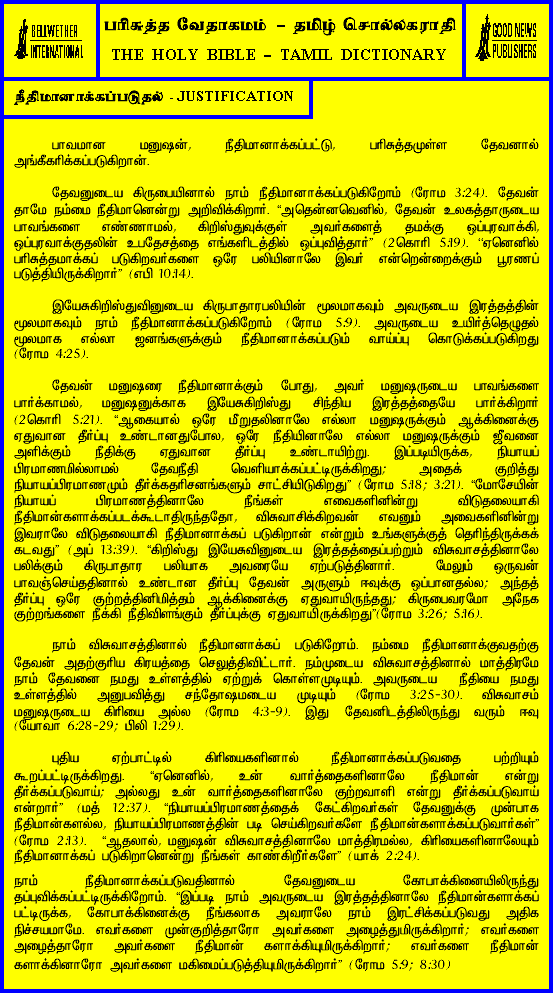 BELLWETHER
INTERNATIONAL
பரிசுத்த வேதாகமம் – தமிழ் சொல்லகராதி
THE HOLY BIBLE – TAMIL DICTIONARY
GOOD NEWS
PUBLISHERS
நீதிமானாக்கப்படுதல் - JUSTIFICATION
பாவமான மனுஷன், நீதிமானாக்கப்பட்டு, பரிசுத்தமுள்ள தேவனால்
அங்கீகரிக்கப்படுகிறான்.
தேவனுடைய கிருபையினால் நாம் நீதிமானாக்கப்படுகிறோம் (ரோம 3:24). தேவன்
தாமே நம்மை நீதிமானென்று அறிவிக்கிறார். “அதென்னவெனில், தேவன் உலகத்தாருடைய
பாவங்களை எண்ணாமல், கிறிஸ்துவுக்குள் அவர்களைத் தமக்கு ஒப்புரவாக்கி,
ஒப்புரவாக்குதலின் உபதேசத்தை எங்களிடத்தில் ஒப்புவித்தார்” (2கொரி 5:19). “ஏனெனில்
பரிசுத்தமாக்கப் படுகிறவர்களை ஒரே பலியினாலே இவர் என்றென்றைக்கும் பூரணப்
படுத்தியிருக்கிறார்” (எபி 10:14).
இயேசுகிறிஸ்துவினுடைய கிருபாதாரபலியின் மூலமாகவும் அவருடைய இரத்தத்தின்
மூலமாகவும் நாம் நீதிமானாக்கப்படுகிறோம் (ரோம 5:9). அவருடைய உயிர்த்தெழுதல்
மூலமாக எல்லா ஜனங்களுக்கும் நீதிமானாக்கப்படும் வாய்ப்பு கொடுக்கப்படுகிறது
(ரோம 4:25).
தேவன் மனுஷரை நீதிமானாக்கும் போது, அவர் மனுஷருடைய பாவங்களை
பார்க்காமல், மனுஷனுக்காக இயேசுகிறிஸ்து சிந்திய இரத்தத்தையே பார்க்கிறார்
(2கொரி 5:21). “ஆகையால் ஒரே மீறுதலினாலே எல்லா மனுஷருக்கும் ஆக்கினைக்கு
ஏதுவான தீர்ப்பு உண்டானதுபோல, ஒரே நீதியினாலே எல்லா மனுஷருக்கும் ஜீவனை
அளிக்கும் நீதிக்கு ஏதுவான தீர்ப்பு உண்டாயிற்று. இப்படியிருக்க, நியாயப்
பிரமாணமில்லாமல் தேவநீதி வெளியாக்கப்பட்டிருக்கிறது; அதைக் குறித்து
நியாயப்பிரமாணமும் தீர்க்கதரிசனங்களும் சாட்சியிடுகிறது” (ரோம 5:18; 3:21). “மோசேயின்
நியாயப் பிரமாணத்தினாலே நீங்கள் எவைகளினின்று விடுதலையாகி
நீதிமான்களாக்கப்படக்கூடாதிருந்ததோ, விசுவாசிக்கிறவன் எவனும் அவைகளினின்று
இவராலே விடுதலையாகி நீதிமானாக்கப் படுகிறான் என்றும் உங்களுக்குத் தெரிந்திருக்கக்
கடவது” (அப் 13:39). “கிறிஸ்து இயேசுவினுடைய இரத்தத்தைப்பற்றும் விசுவாசத்தினாலே
பலிக்கும் கிருபாதார பலியாக அவரையே ஏற்படுத்தினார். மேலும் ஒருவன்
பாவஞ்செய்ததினால் உண்டான தீர்ப்பு தேவன் அருளும் ஈவுக்கு ஒப்பானதல்ல; அந்தத்
தீர்ப்பு ஒரே குற்றத்தினிமித்தம் ஆக்கினைக்கு ஏதுவாயிருந்தது; கிருபைவரமோ அநேக
குற்றங்களை நீக்கி நீதிவிளங்கும் தீர்ப்புக்கு ஏதுவாயிருக்கிறது”(ரோம 3:26; 5:16).
நாம் விசுவாசத்தினால் நீதிமானாக்கப் படுகிறோம். நம்மை நீதிமானாக்குவதற்கு
தேவன் அதற்குரிய கிரயத்தை செலுத்திவிட்டார். நம்முடைய விசுவாசத்தினால் மாத்திரமே
நாம் தேவனை நமது உள்ளத்தில் ஏற்றுக் கொள்ளமுடியும். அவருடைய நீதியை நமது
உள்ளத்தில் அனுபவித்து சந்தோஷமடைய முடியும் (ரோம 3:25-30). விசுவாசம்
மனுஷருடைய கிரியை அல்ல (ரோம 4:3-9). இது தேவனிடத்திலிருந்து வரும் ஈவு
(யோவா 6:28-29; பிலி 1:29).
புதிய ஏற்பாட்டில் கிரியைகளினால் நீதிமானாக்கப்படுவதை பற்றியும்
கூறப்பட்டிருக்கிறது. “ஏனெனில், உன் வார்த்தைகளினாலே நீதிமான் என்று
தீர்க்கப்படுவாய்; அல்லது உன் வார்த்தைகளினாலே குற்றவாளி என்று தீர்க்கப்படுவாய்
என்றார்” (மத் 12:37). “நியாயப்பிரமாணத்தைக் கேட்கிறவர்கள் தேவனுக்கு முன்பாக
நீதிமான்களல்ல, நியாயப்பிரமாணத்தின் படி செய்கிறவர்களே நீதிமான்களாக்கப்படுவார்கள்”
(ரோம 2:13). “ஆதலால், மனுஷன் விசுவாசத்தினாலே மாத்திரமல்ல, கிரியைகளினாலேயும்
நீதிமானாக்கப் படுகிறானென்று நீங்கள் காண்கிறீர்களே” (யாக் 2:24).
நாம் நீதிமானாக்கப்படுவதினால் தேவனுடைய கோபாக்கினையிலிருந்து
தப்புவிக்கப்பட்டிருக்கிறோம். “இப்படி நாம் அவருடைய இரத்தத்தினாலே நீதிமான்களாக்கப்
பட்டிருக்க, கோபாக்கினைக்கு நீங்கலாக அவராலே நாம் இரட்சிக்கப்படுவது அதிக
நிச்சயமாமே. எவர்களை முன்குறித்தாரோ அவர்களை அழைத்துமிருக்கிறார்; எவர்களை
அழைத்தாரோ அவர்களை நீதிமான் களாக்கியுமிருக்கிறார்; எவர்களை நீதிமான்
களாக்கினாரோ அவர்களை மகிமைப்படுத்தியுமிருக்கிறார்” (ரோம 5:9; 8:30)